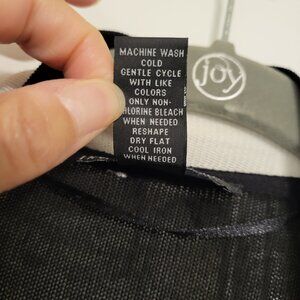 MACHINE WASH
COLD
GENTLE CYCLE
WITH LIKE
COLORS
ONLY NON-
CHLORINE BLEACH
WHEN NEEDED
RESHAPE
DRY FLAT
COOL IRON
WHEN NEEDED
joy